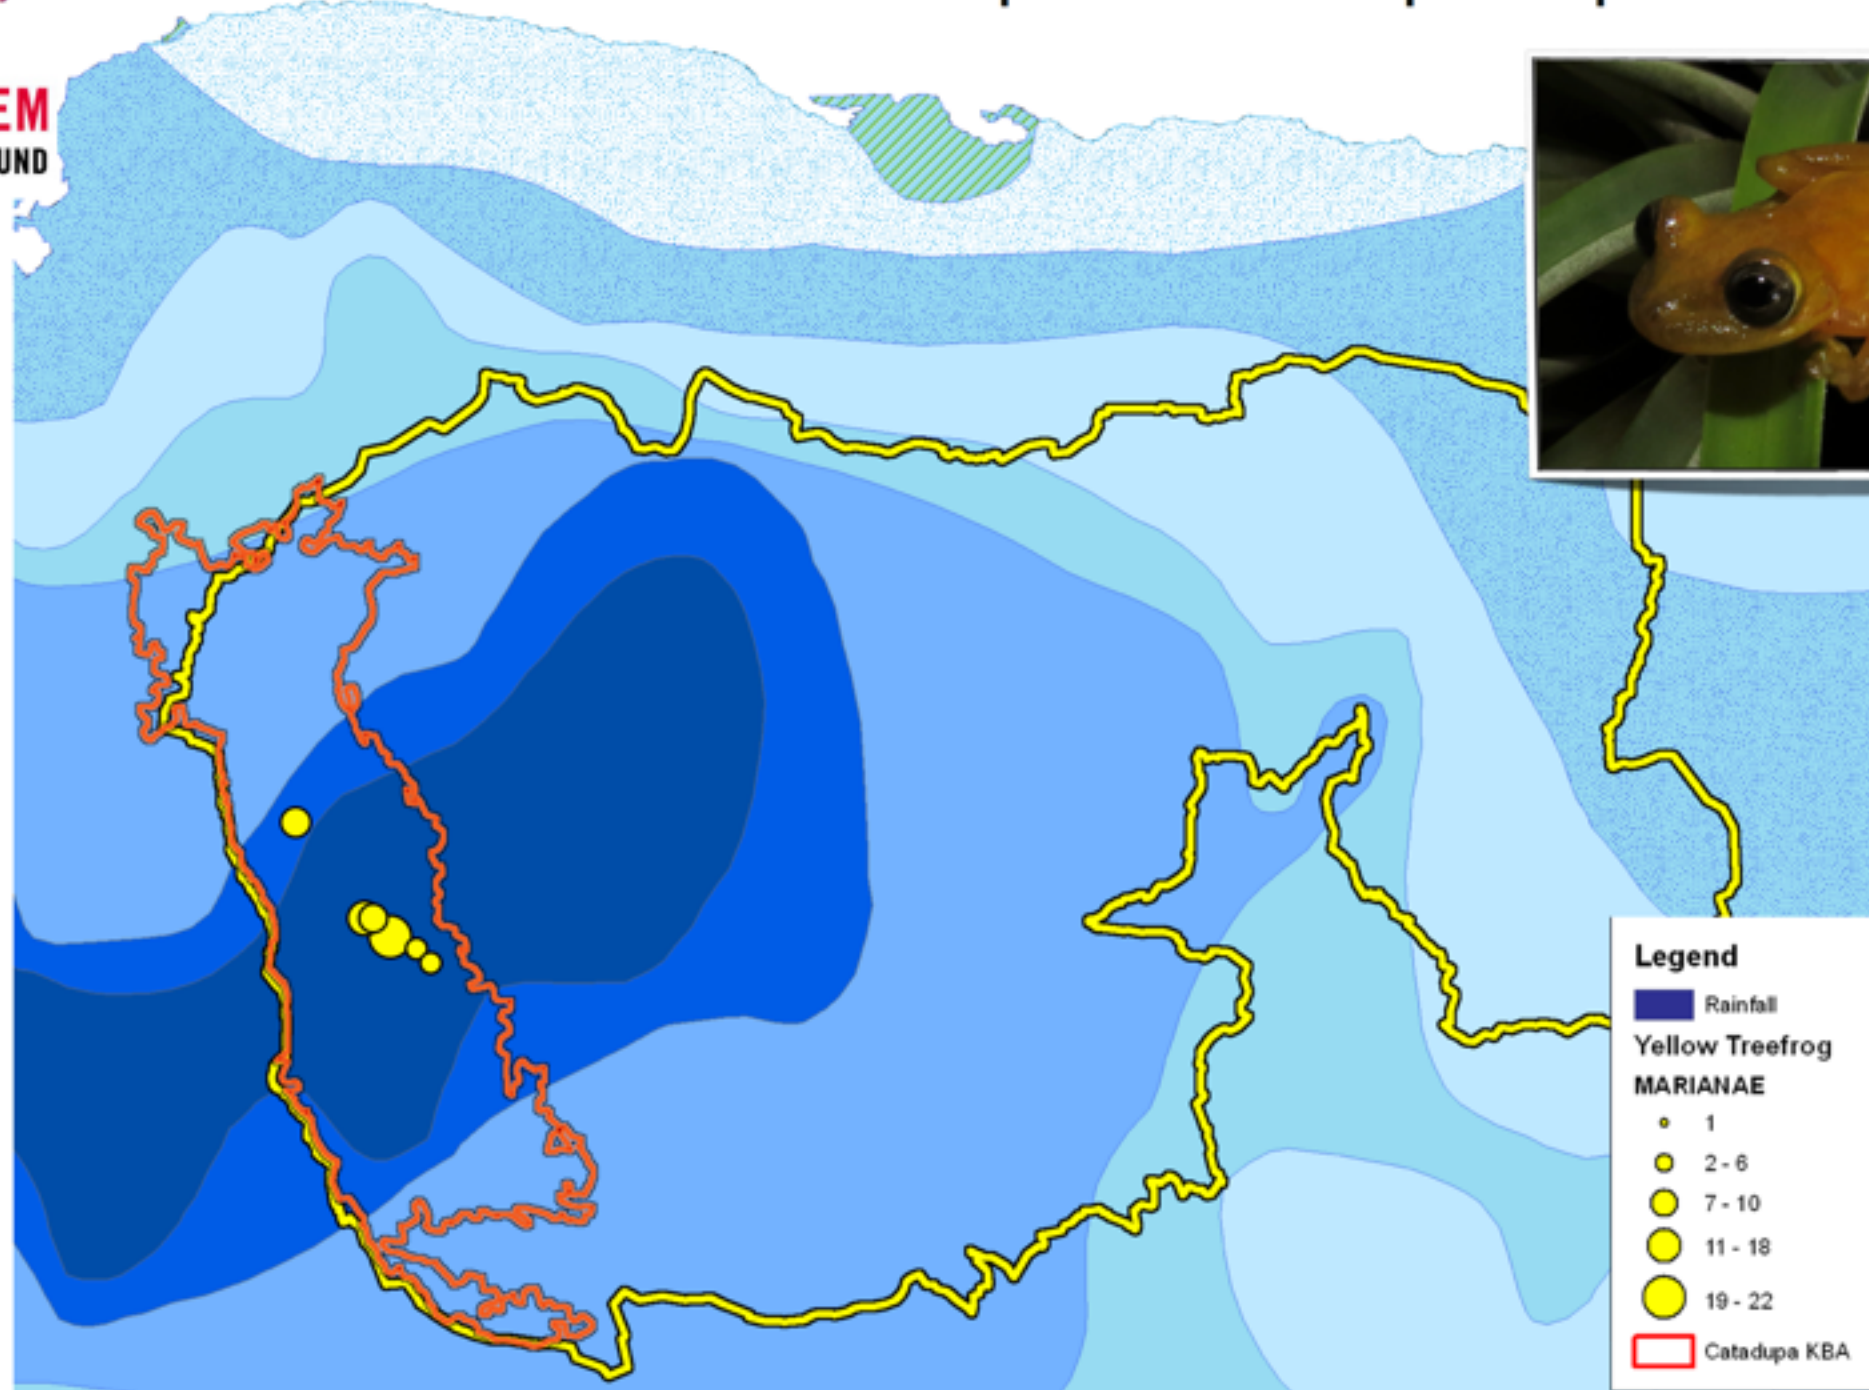 EM
UND
Legend
Rainfall
Yellow Treefrog
MARIANAE
1
2 - 6
7 - 10
11 - 18
19 - 22
Catadupa KBA